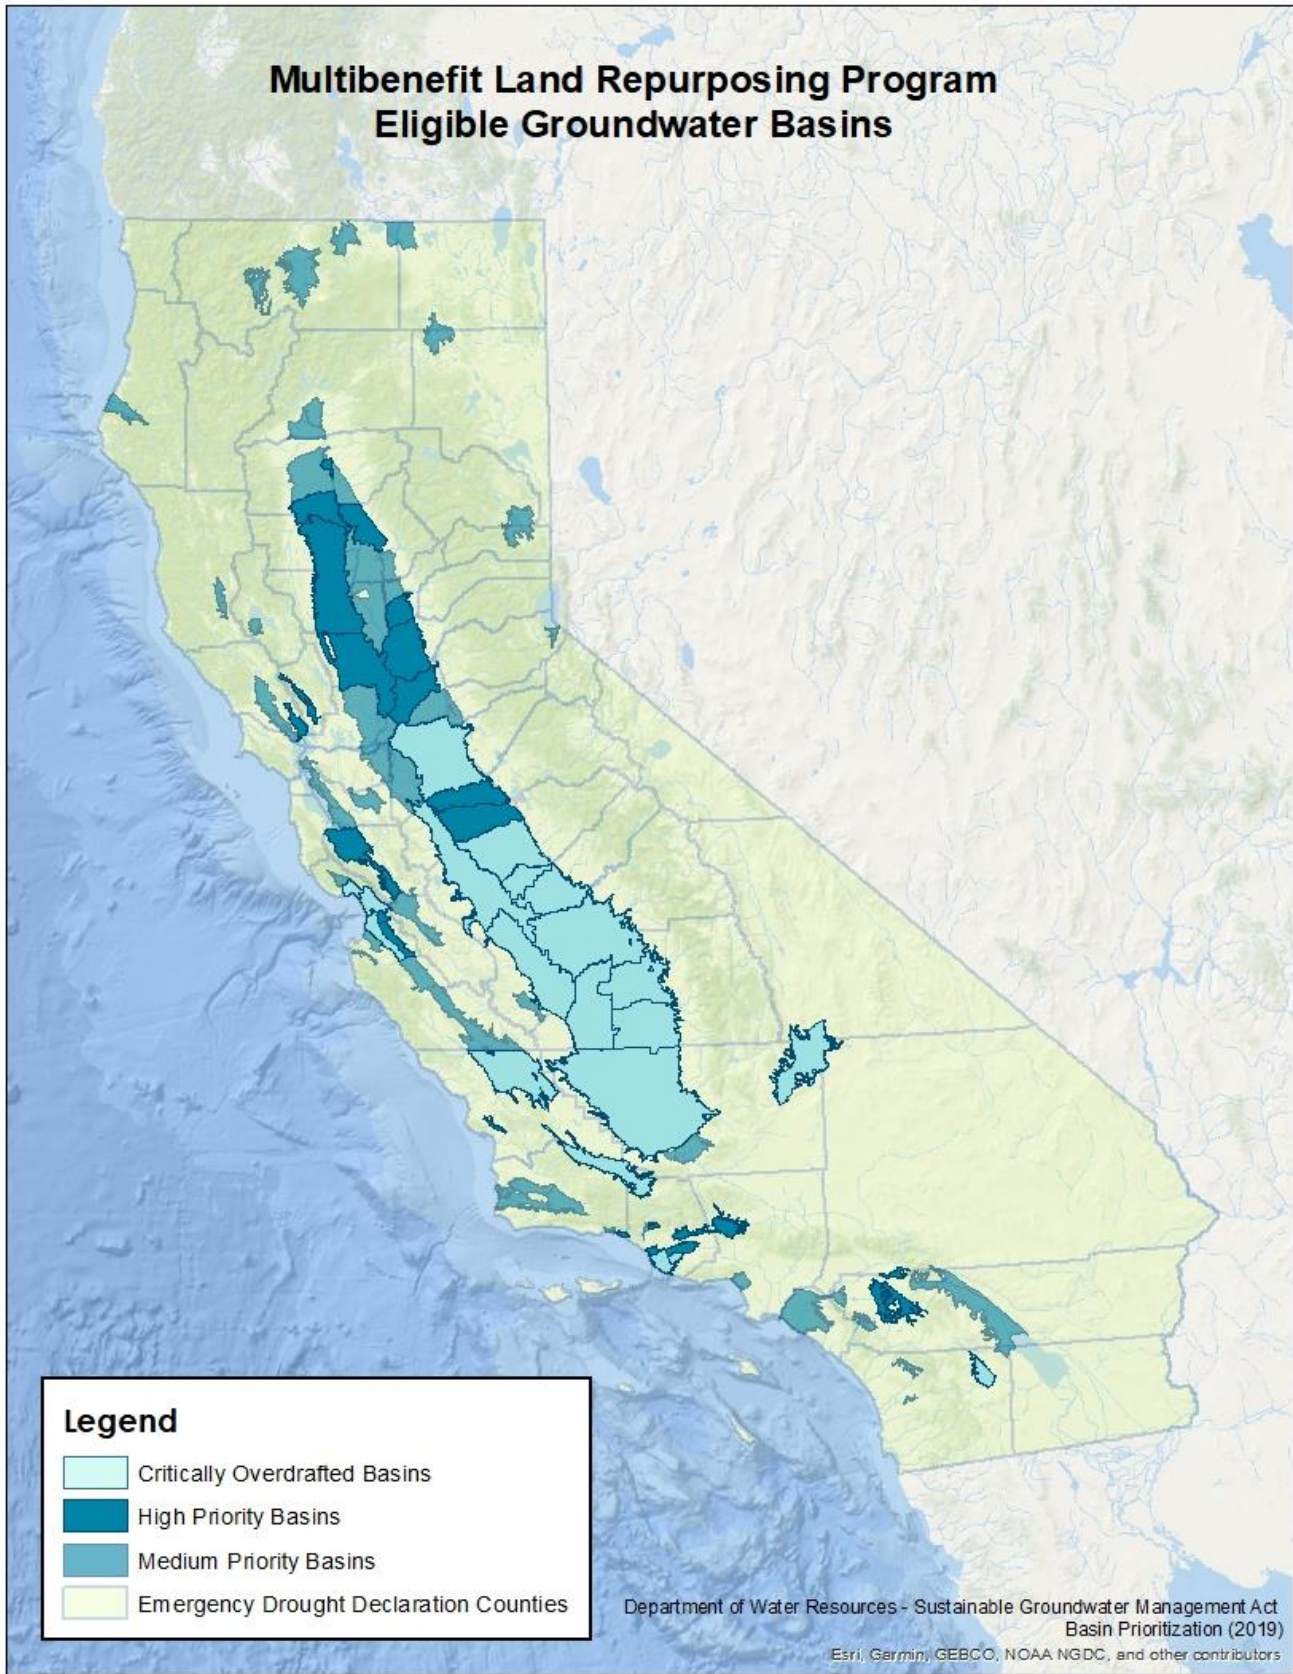 Multibenefit Land Repurposing Program
Eligible Groundwater Basins
Legend
Critically Overdrafted Basins
High Priority Basins
Medium Priority Basins
Emergency Drought Declaration Counties
Department of Water Resources - Sustainable Groundwater Management Act
Basin Prioritization (2019)
Esri, Garmin, GEBCO, NOAA NGDC, and other contributors